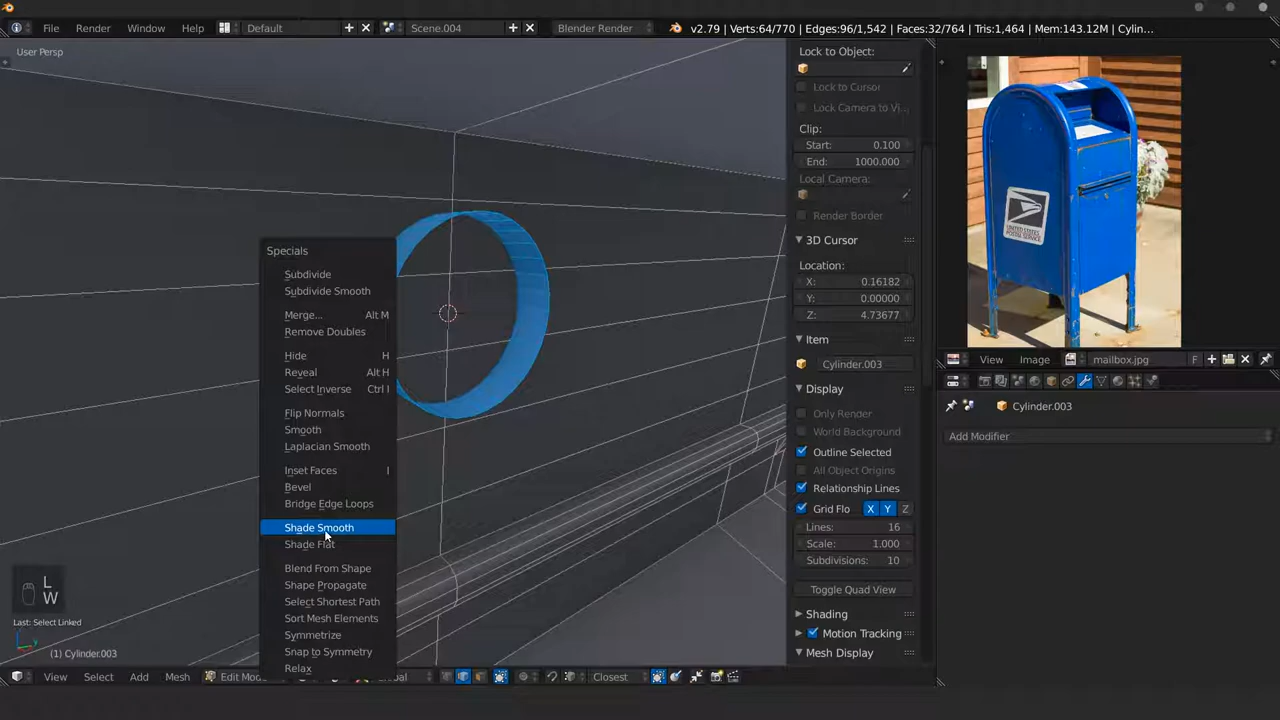 File Render Window Help
Default
Scene.004
Blender Render
v2.79 | Verts:64/770 | Edges:96/1,542 | Faces:32/764 | Tris:1,464 | Mem:143.12M | Cylin...
User Persp
Specials
Subdivide
Subdivide Smooth
Merge... Alt M
Remove Doubles
Hide H
Reveal Alt H
Select Inverse Ctrl I
Flip Normals
Smooth
Laplacian Smooth
Inset Faces I
Bevel
Bridge Edge Loops
Shade Smooth
Shade Flat
Blend From Shape
Shape Propagate
Select Shortest Path
Sort Mesh Elements
Symmetrize
Snap to Symmetry
Relax
L
W
Last: Select Linked
(1) Cylinder.003
View Select Add Mesh Edit Mod
Closest
Lock to Object:
Lock to Cursor
Lock Camera to Vi...
Clip:
Start: 0.100
End: 1000.000
Local Camera:
Render Border
3D Cursor
Location:
X: 0.16182
Y: 0.00000
Z: 4.73677
Item
Cylinder.003
Display
Only Render
World Background
Outline Selected
All Object Origins
Relationship Lines
Grid Flo X Y Z
Lines: 16
Scale: 1.000
Subdivisions: 10
Toggle Quad View
Shading
Motion Tracking
Mesh Display
UNITED STATES
POSTAL SERVICE
View Image mailbox.jpg F
Cylinder.003
Add Modifier